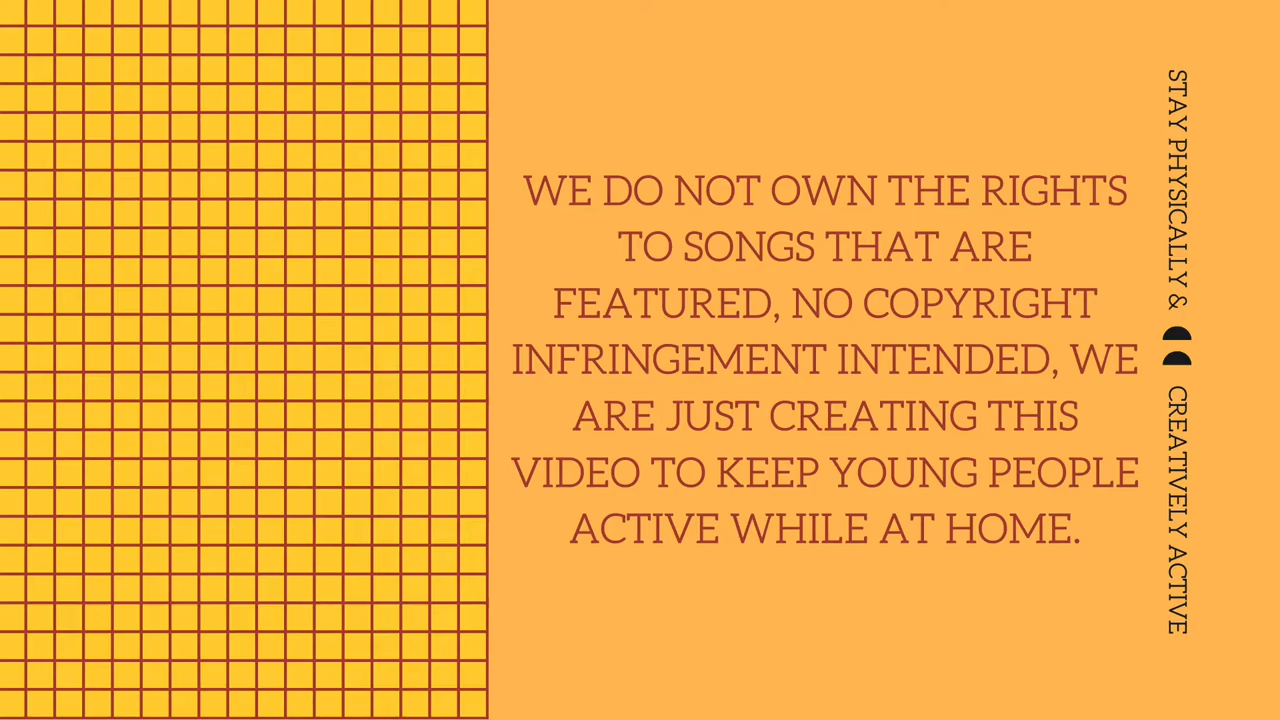 WE DO NOT OWN THE RIGHTS
TO SONGS THAT ARE
FEATURED, NO COPYRIGHT
INFRINGEMENT INTENDED, WE
ARE JUST CREATING THIS
VIDEO TO KEEP YOUNG PEOPLE
ACTIVE WHILE AT HOME.
STAY PHYSICALLY & CREATIVELY ACTIVE